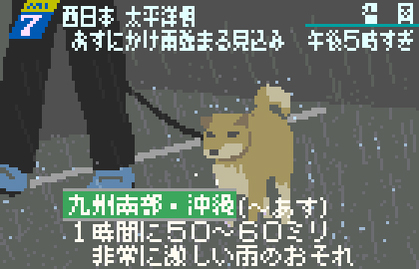 7
西日本 太平洋側
あすにかけ雨強まる見込み 午後5時すぎ
九州南部・沖縄(～あす)
1時間に50～60ミリ
非常に激しい雨のおそれ